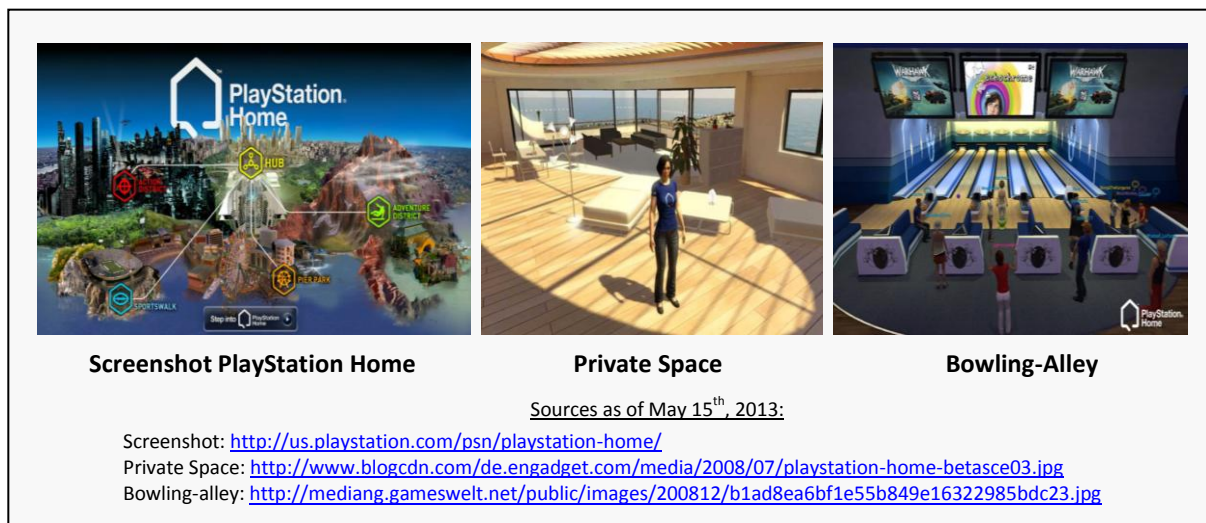 PlayStation®
Home
HUB
ADVENTURE
DISTRICT
PIER PARK
SPORTSWALK
Step into PlayStation Home
WARHAWK
WARHAWK
PlayStation®
Home
Screenshot PlayStation Home
Private Space
Bowling-Alley
Sources as of May 15th, 2013:
Screenshot: http://us.playstation.com/psn/playstation-home/
Private Space: http://www.blogcdn.com/de.engadget.com/media/2008/07/playstation-home-betasce03.jpg
Bowling-alley: http://mediang.gameswelt.net/public/images/200812/b1ad8ea6bf1e55b849e16322985bdc23.jpg